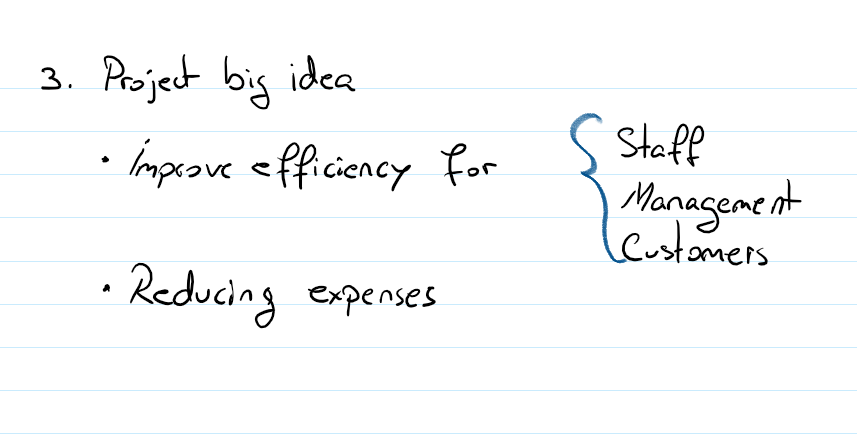 3. Project big idea
• Improve efficiency for { Staff
Management
Customers
• Reducing expenses